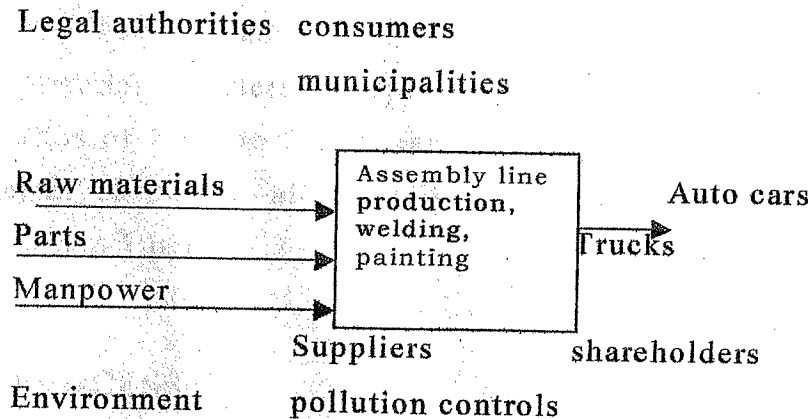 Legal authorities consumers
municipalities
Raw materials
Parts
Manpower
Assembly line
production,
welding,
painting
Auto cars
Trucks
Suppliers shareholders
Environment pollution controls